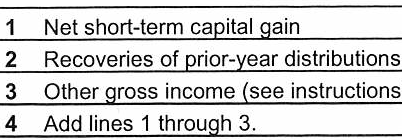 1 Net short-term capital gain
2 Recoveries of prior-year distributions
3 Other gross income (see instructions
4 Add lines 1 through 3.